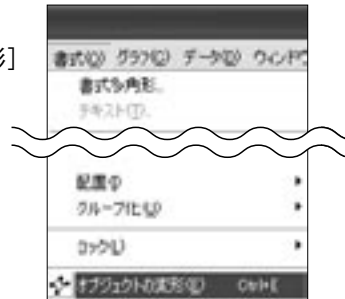 形]
書式(O) グラフ(C) データ(D) ウィンドウ
書式多角形...
テキスト(T)...
配置(I)
グループ化(U)
ロック(L)
オブジェクトの変形(E) Ctrl+E